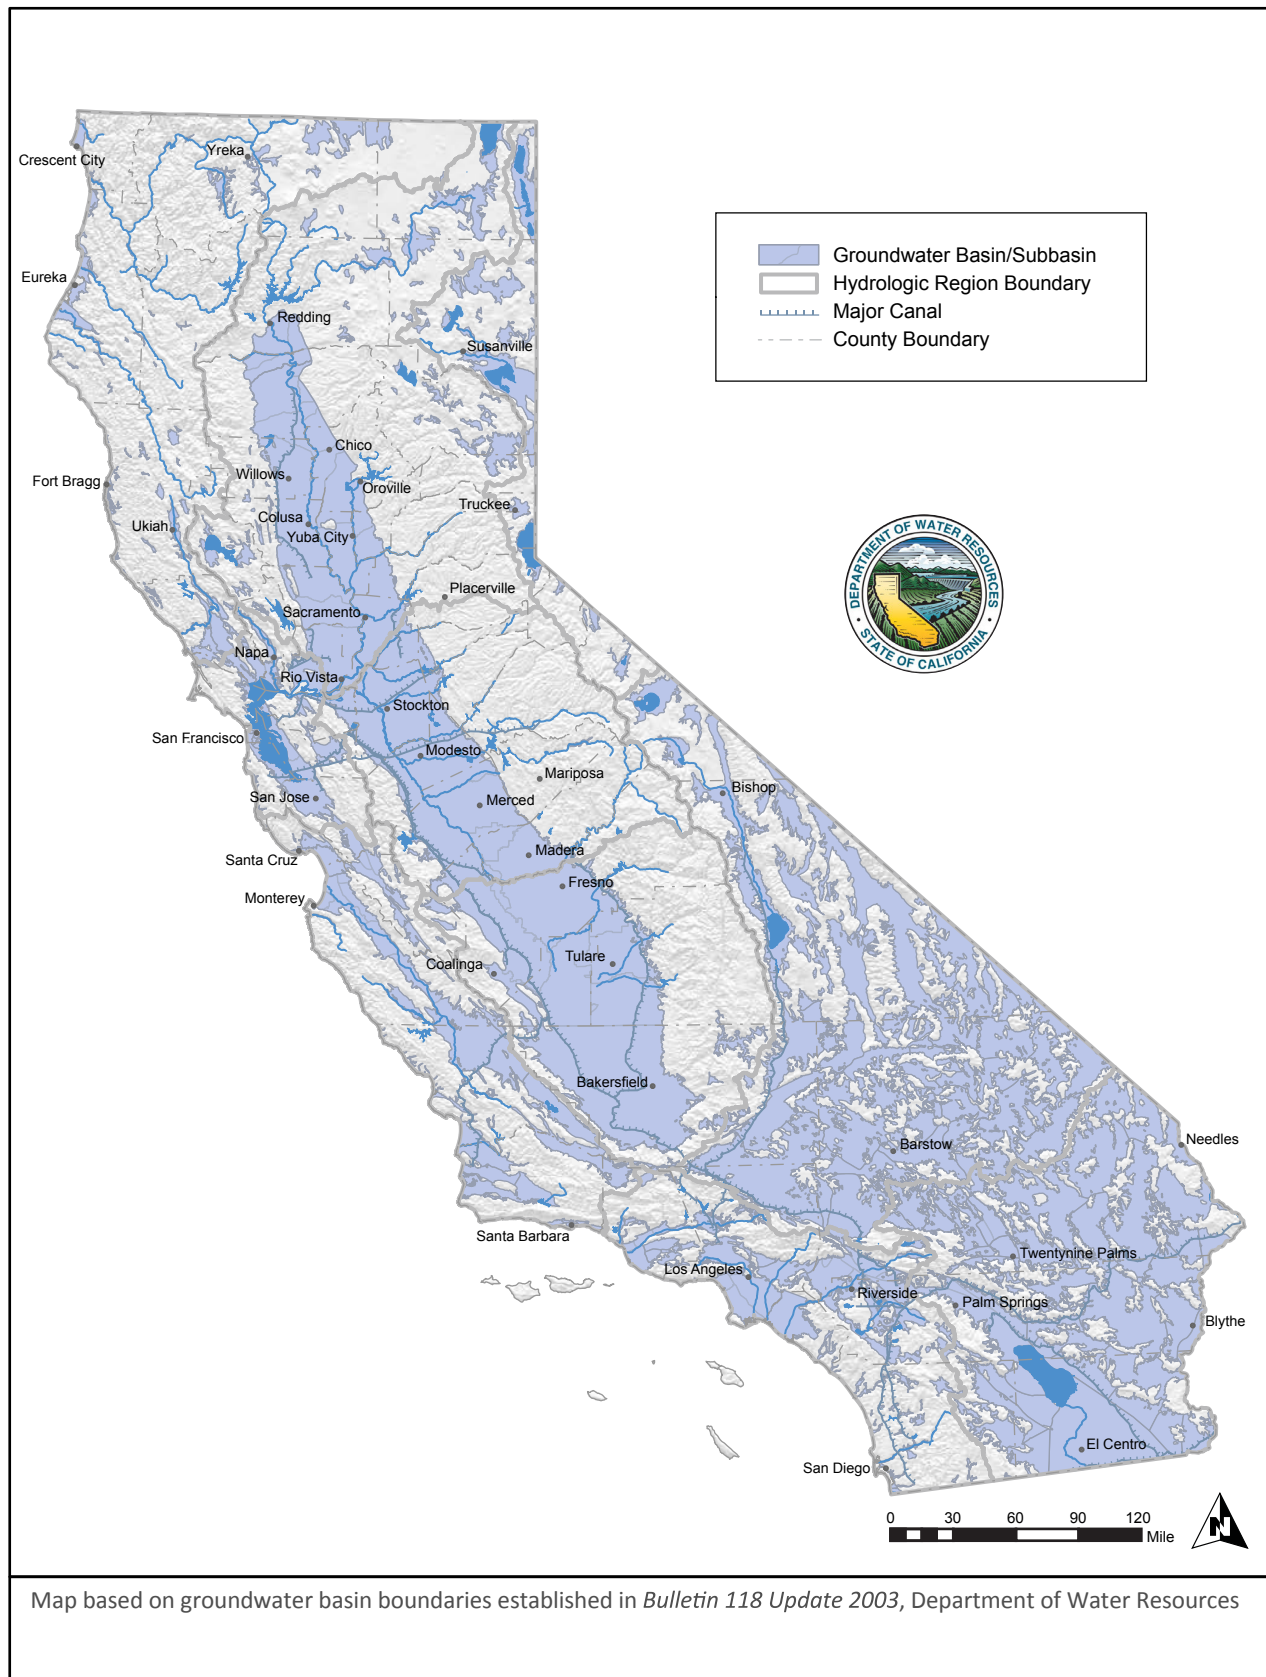 Crescent City
Yreka
Groundwater Basin/Subbasin
Hydrologic Region Boundary
Major Canal
County Boundary
Eureka
Redding
Susanville
Chico
Willows
Oroville
Fort Bragg
Truckee
Ukiah
Colusa
Yuba City
DEPARTMENT OF WATER RESOURCES
STATE OF CALIFORNIA
Placerville
Sacramento
Napa
Rio Vista
Stockton
San Francisco
Modesto
Mariposa
Bishop
San Jose
Merced
Santa Cruz
Madera
Fresno
Monterey
Tulare
Coalinga
Bakersfield
Barstow
Needles
Santa Barbara
Twentynine Palms
Los Angeles
Riverside
Palm Springs
Blythe
El Centro
San Diego
0 30 60 90 120
Mile
N
Map based on groundwater basin boundaries established in Bulletin 118 Update 2003, Department of Water Resources